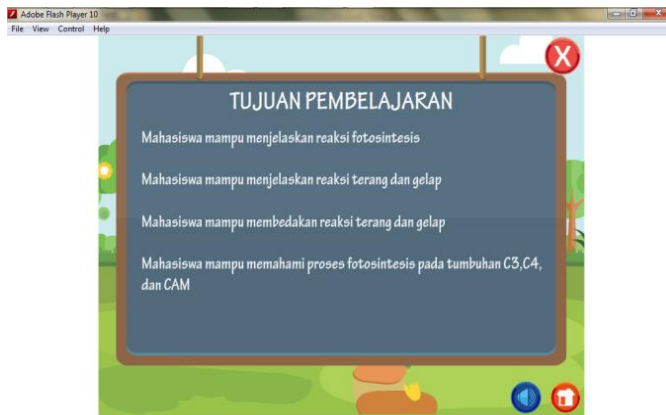 Adobe Flash Player 10
File View Control Help
TUJUAN PEMBELAJARAN
Mahasiswa mampu menjelaskan reaksi fotosintesis
Mahasiswa mampu menjelaskan reaksi terang dan gelap
Mahasiswa mampu membedakan reaksi terang dan gelap
Mahasiswa mampu memahami proses fotosintesis pada tumbuhan C3,C4,
dan CAM